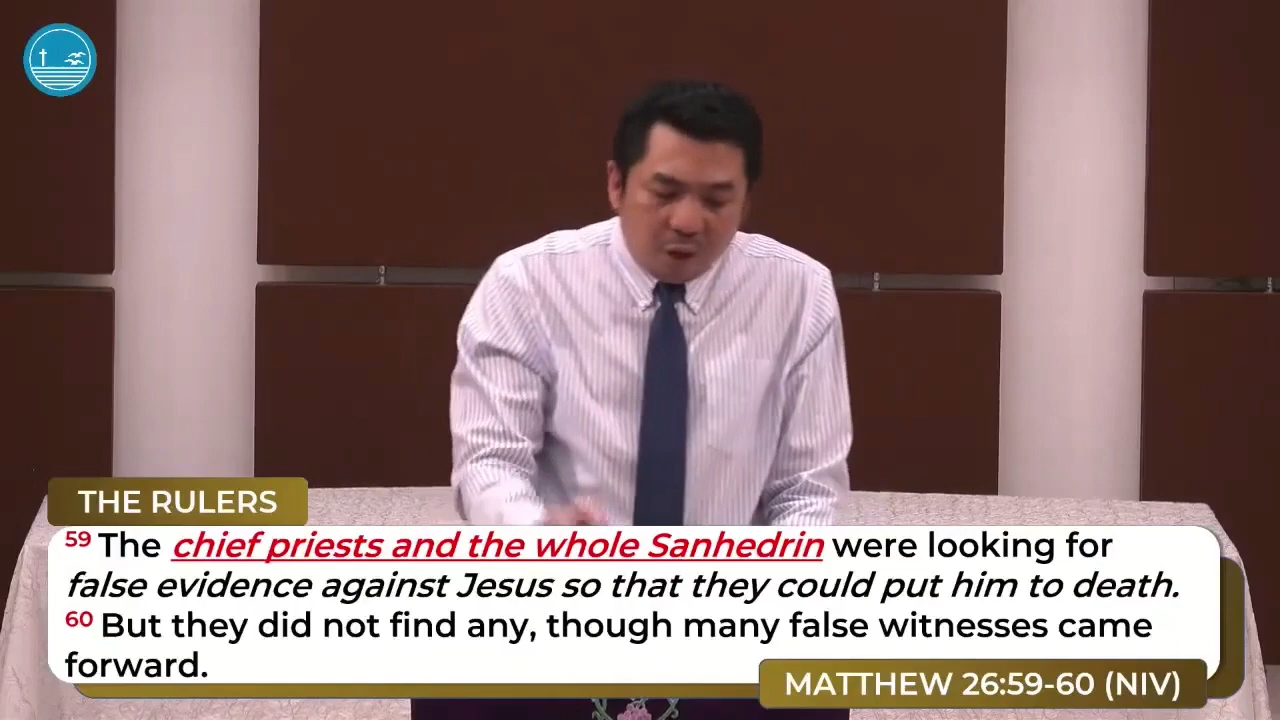 THE RULERS
59 The chief priests and the whole Sanhedrin were looking for
false evidence against Jesus so that they could put him to death.
60 But they did not find any, though many false witnesses came
forward.
MATTHEW 26:59-60 (NIV)